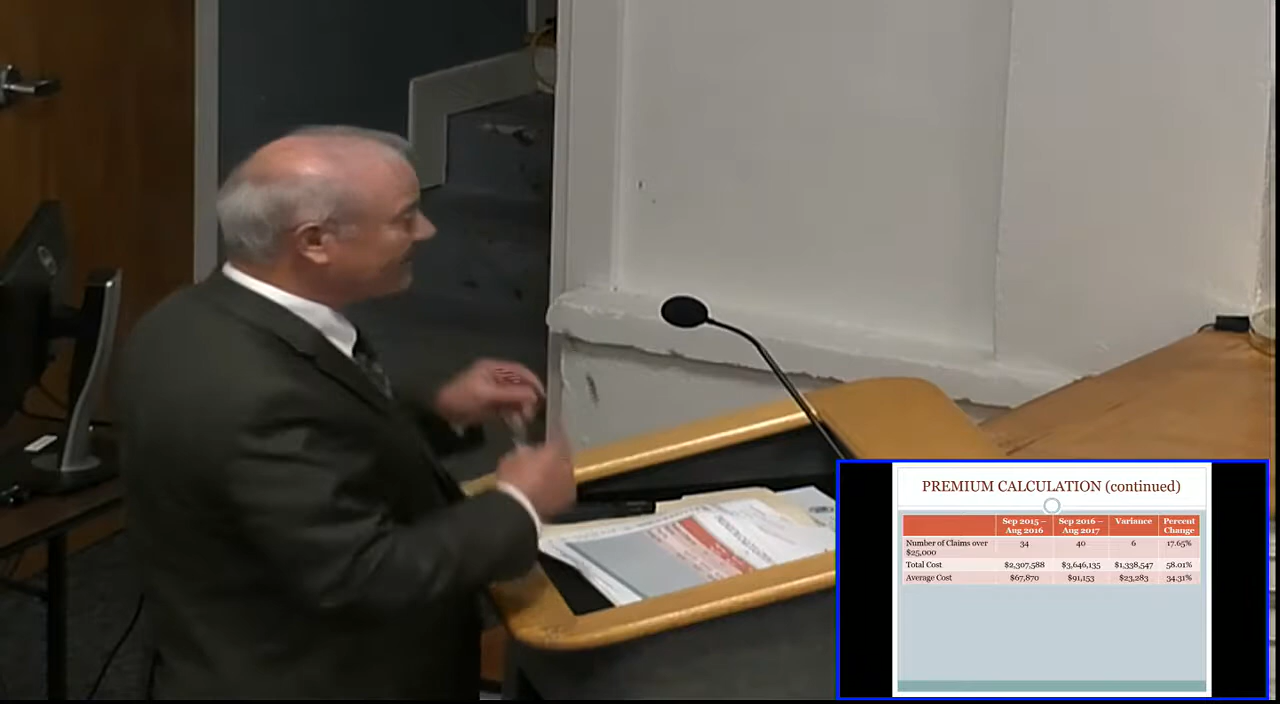 PREMIUM CALCULATION (continued)
Sep 2015 – Aug 2016 Sep 2016 – Aug 2017 Variance Percent Change
Number of Claims over $25,000 34 40 6 17.65%
Total Cost $2,307,588 $3,646,135 $1,338,547 58.01%
Average Cost $67,870 $91,153 $23,283 34.31%